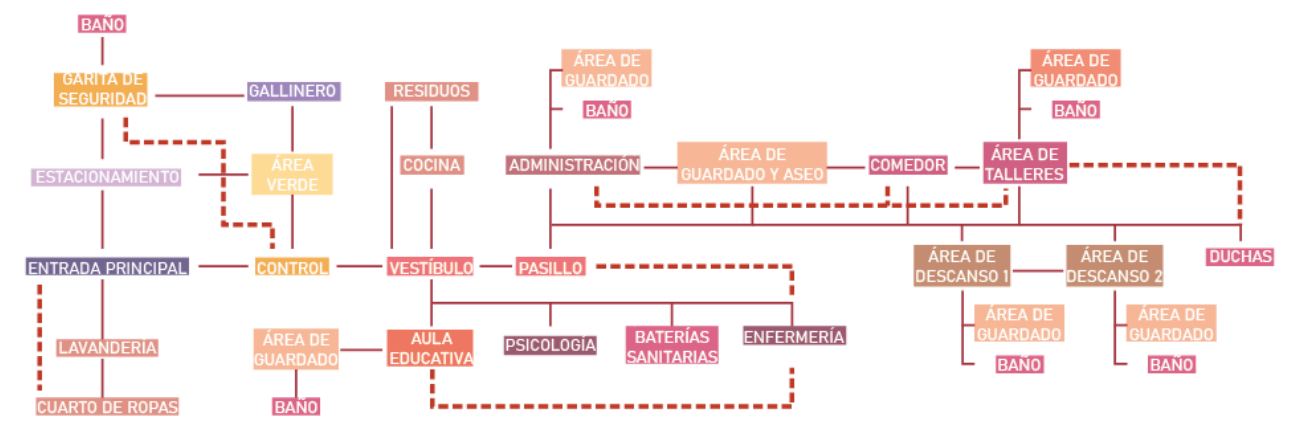 BAÑO
GARITA DE
SEGURIDAD
GALLINERO
RESIDUOS
ÁREA DE
GUARDADO
BAÑO
ÁREA DE
GUARDADO
BAÑO
ESTACIONAMIENTO
ÁREA
VERDE
COCINA
ADMINISTRACIÓN
ÁREA DE
GUARDADO Y ASEO
COMEDOR
ÁREA DE
TALLERES
ENTRADA PRINCIPAL
CONTROL
VESTÍBULO
PASILLO
ÁREA DE
DESCANSO 1
ÁREA DE
DESCANSO 2
DUCHAS
LAVANDERIA
ÁREA DE
GUARDADO
AULA
EDUCATIVA
PSICOLOGÍA
BATERÍAS
SANITARIAS
ENFERMERÍA
ÁREA DE
GUARDADO
ÁREA DE
GUARDADO
BAÑO
BAÑO
CUARTO DE ROPAS
BAÑO